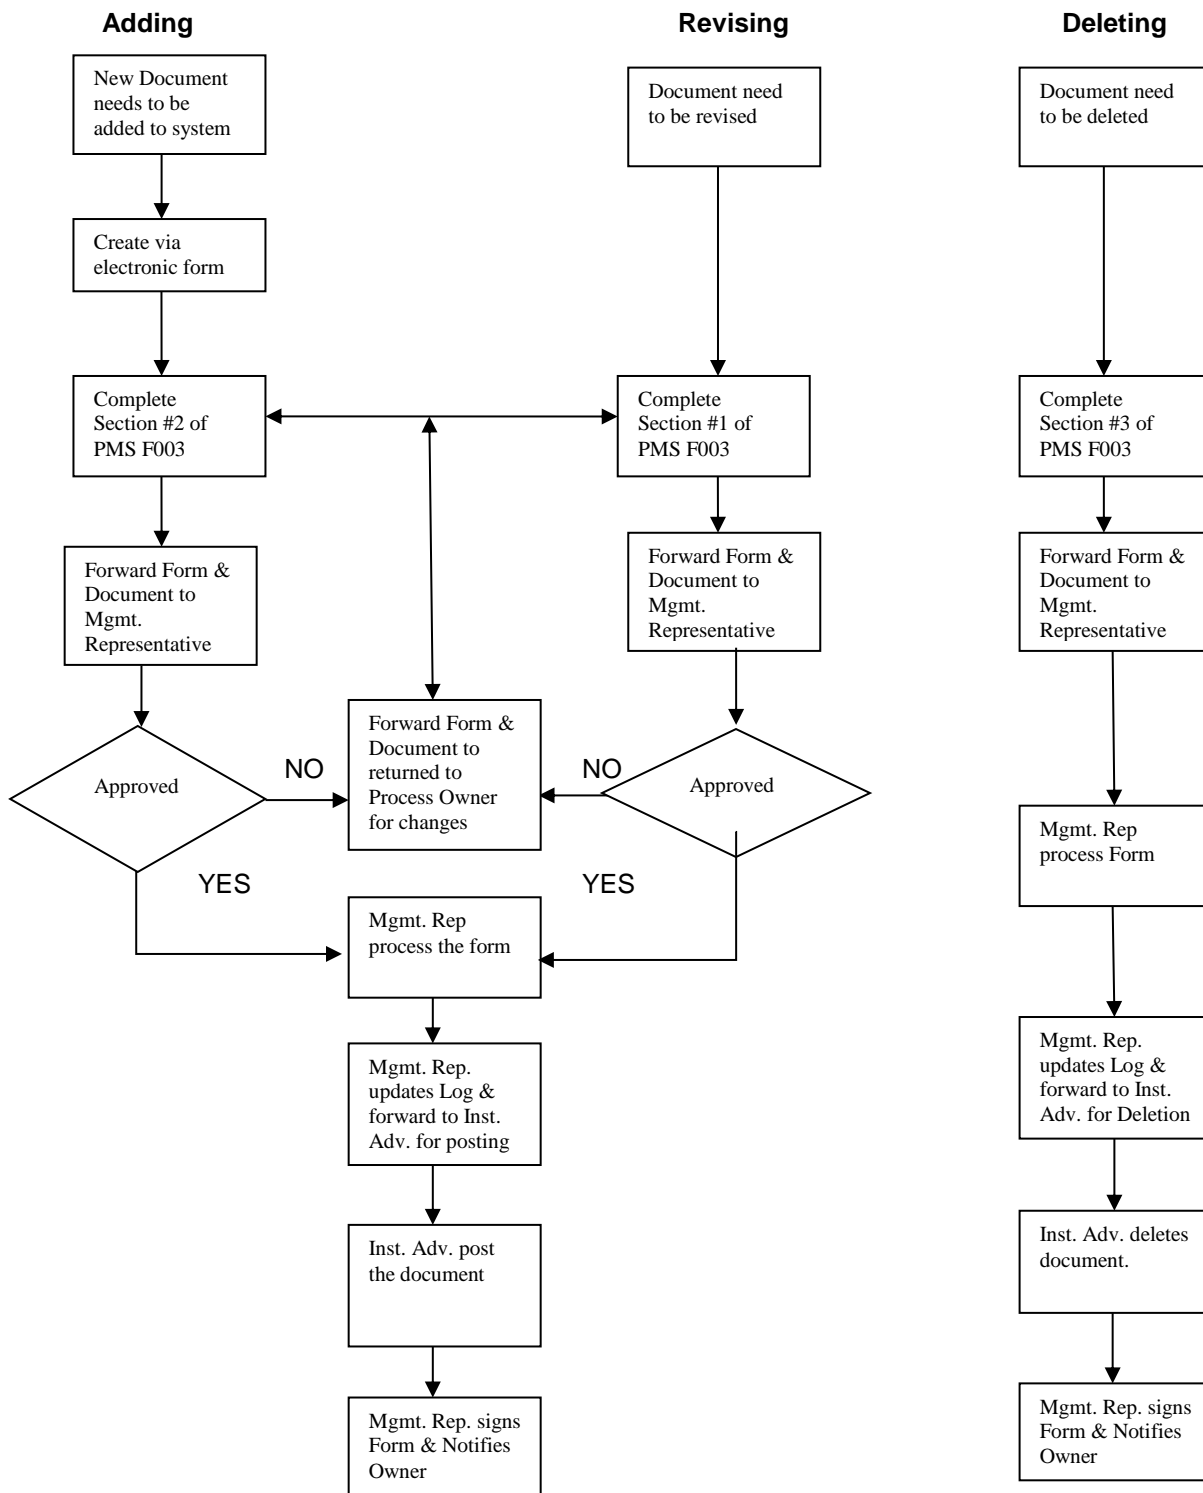 Adding
Revising
Deleting
New Document
needs to be
added to system
Document need
to be revised
Document need
to be deleted
Create via
electronic form
Complete
Section #2 of
PMS F003
Complete
Section #1 of
PMS F003
Complete
Section #3 of
PMS F003
Forward Form &
Document to
Mgmt.
Representative
Forward Form &
Document to
Mgmt.
Representative
Forward Form &
Document to
Mgmt.
Representative
Approved
NO
Forward Form &
Document to
returned to
Process Owner
for changes
NO
Approved
Mgmt. Rep
process Form
YES
YES
Mgmt. Rep
process the form
Mgmt. Rep.
updates Log &
forward to Inst.
Adv. for posting
Mgmt. Rep.
updates Log &
forward to Inst.
Adv. for Deletion
Inst. Adv. post
the document
Inst. Adv. deletes
document.
Mgmt. Rep. signs
Form & Notifies
Owner
Mgmt. Rep. signs
Form & Notifies
Owner